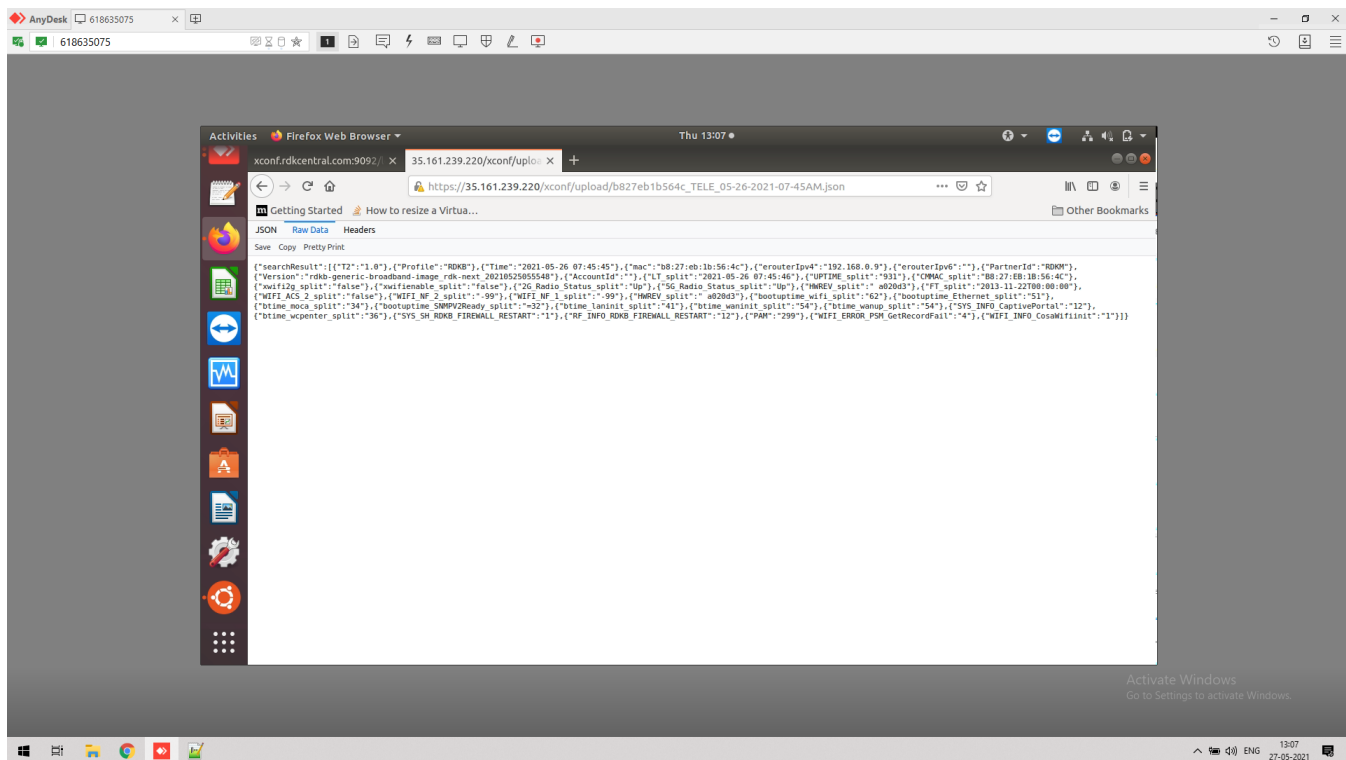 AnyDesk 618635075
618635075
1
Activities Firefox Web Browser Thu 13:07
xconf.rdkcentral.com:9092/ 35.161.239.220/xconf/uploa
https://35.161.239.220/xconf/upload/b827eb1b564c_TELE_05-26-2021-07-45AM.json
Getting Started How to resize a Virtua... Other Bookmarks
JSON Raw Data Headers
Save Copy Pretty Print
{"searchResult":[{"T2":"1.0"},{"Profile":"RDKB"},{"Time":"2021-05-26 07:45:45"},{"mac":"b8:27:eb:1b:56:4c"},{"erouterIpv4":"192.168.0.9"},{"erouterIpv6":""},{"PartnerId":"RDKM"},
{"Version":"rdkb-generic-broadband-image_rdk-next_20210525055548"},{"AccountId":""},{"LT_split":"2021-05-26 07:45:46"},{"UPTIME_split":"931"},{"CMMAC_split":"B8:27:EB:1B:56:4C"},
{"xwifi2g_split":"false"},{"xwifienable_split":"false"},{"2G_Radio_Status_split":"Up"},{"5G_Radio_Status_split":"Up"},{"HWREV_split":" a020d3"},{"FT_split":"2013-11-22T00:00:00"},
{"WIFI_ACS_2_split":"false"},{"WIFI_NF_2_split":"-99"},{"WIFI_NF_1_split":"-99"},{"HWREV_split":" a020d3"},{"bootuptime_wifi_split":"62"},{"bootuptime_Ethernet_split":"51"},
{"btime_moca_split":"34"},{"bootuptime_SNMPV2Ready_split":"=32"},{"btime_laninit_split":"41"},{"btime_waninit_split":"54"},{"btime_wanup_split":"54"},{"SYS_INFO_CaptivePortal":"12"},
{"btime_wcpenter_split":"36"},{"SYS_SH_RDKB_FIREWALL_RESTART":"1"},{"RF_INFO_RDKB_FIREWALL_RESTART":"12"},{"PAM":"299"},{"WIFI_ERROR_PSM_GetRecordFail":"4"},{"WIFI_INFO_CosaWifiinit":"1"}]}
Activate Windows
Go to Settings to activate Windows.
ENG 13:07
27-05-2021